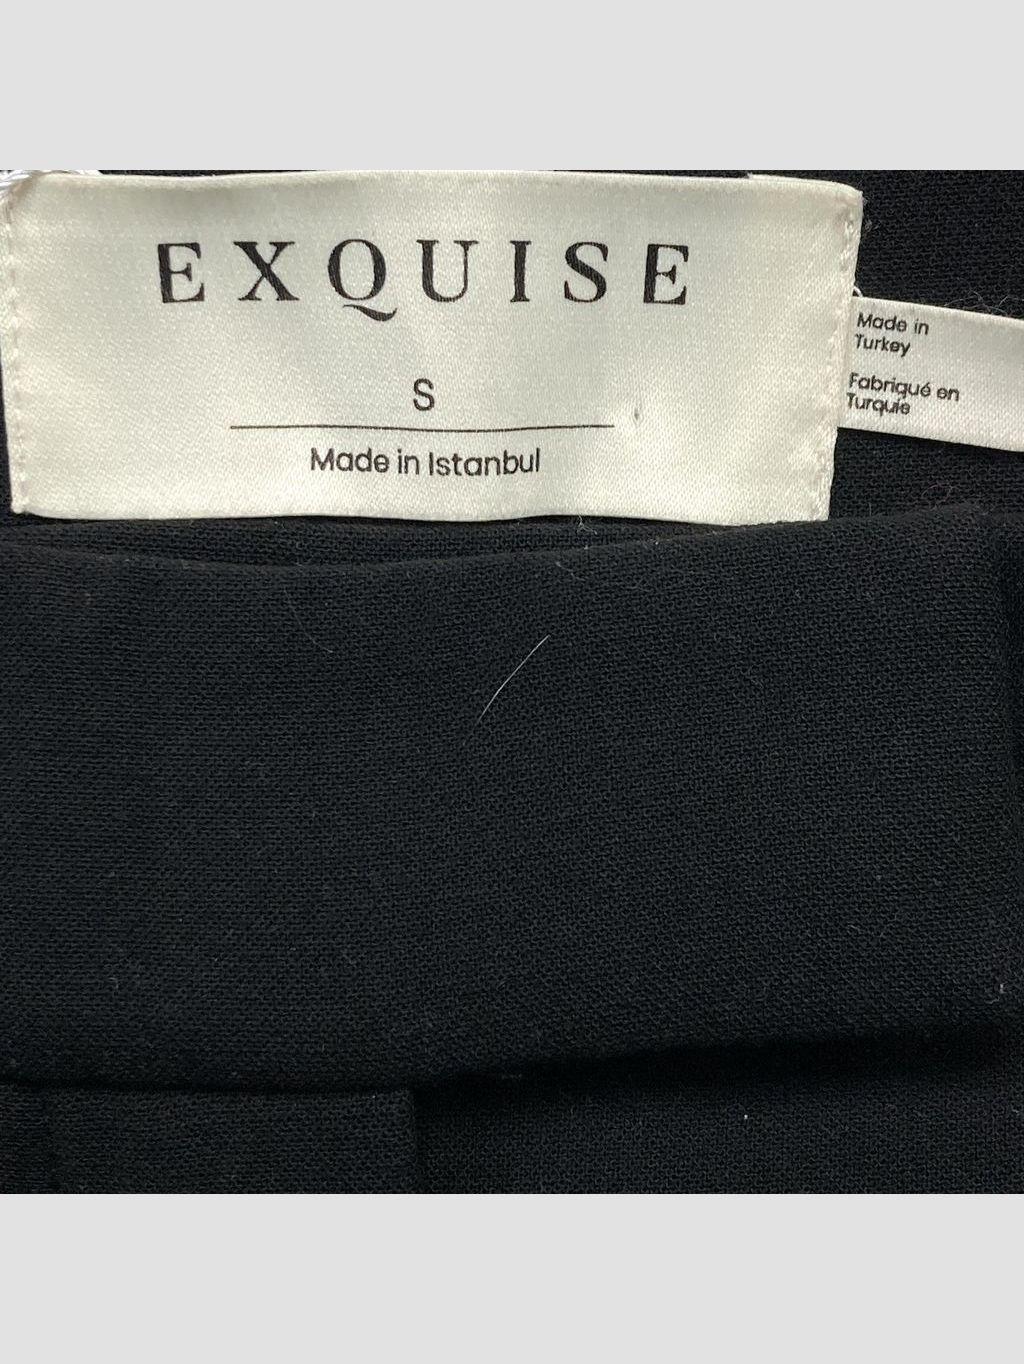 EXQUISE
S
Made in Istanbul
Made in
Turkey
Fabriqué en
Turquie